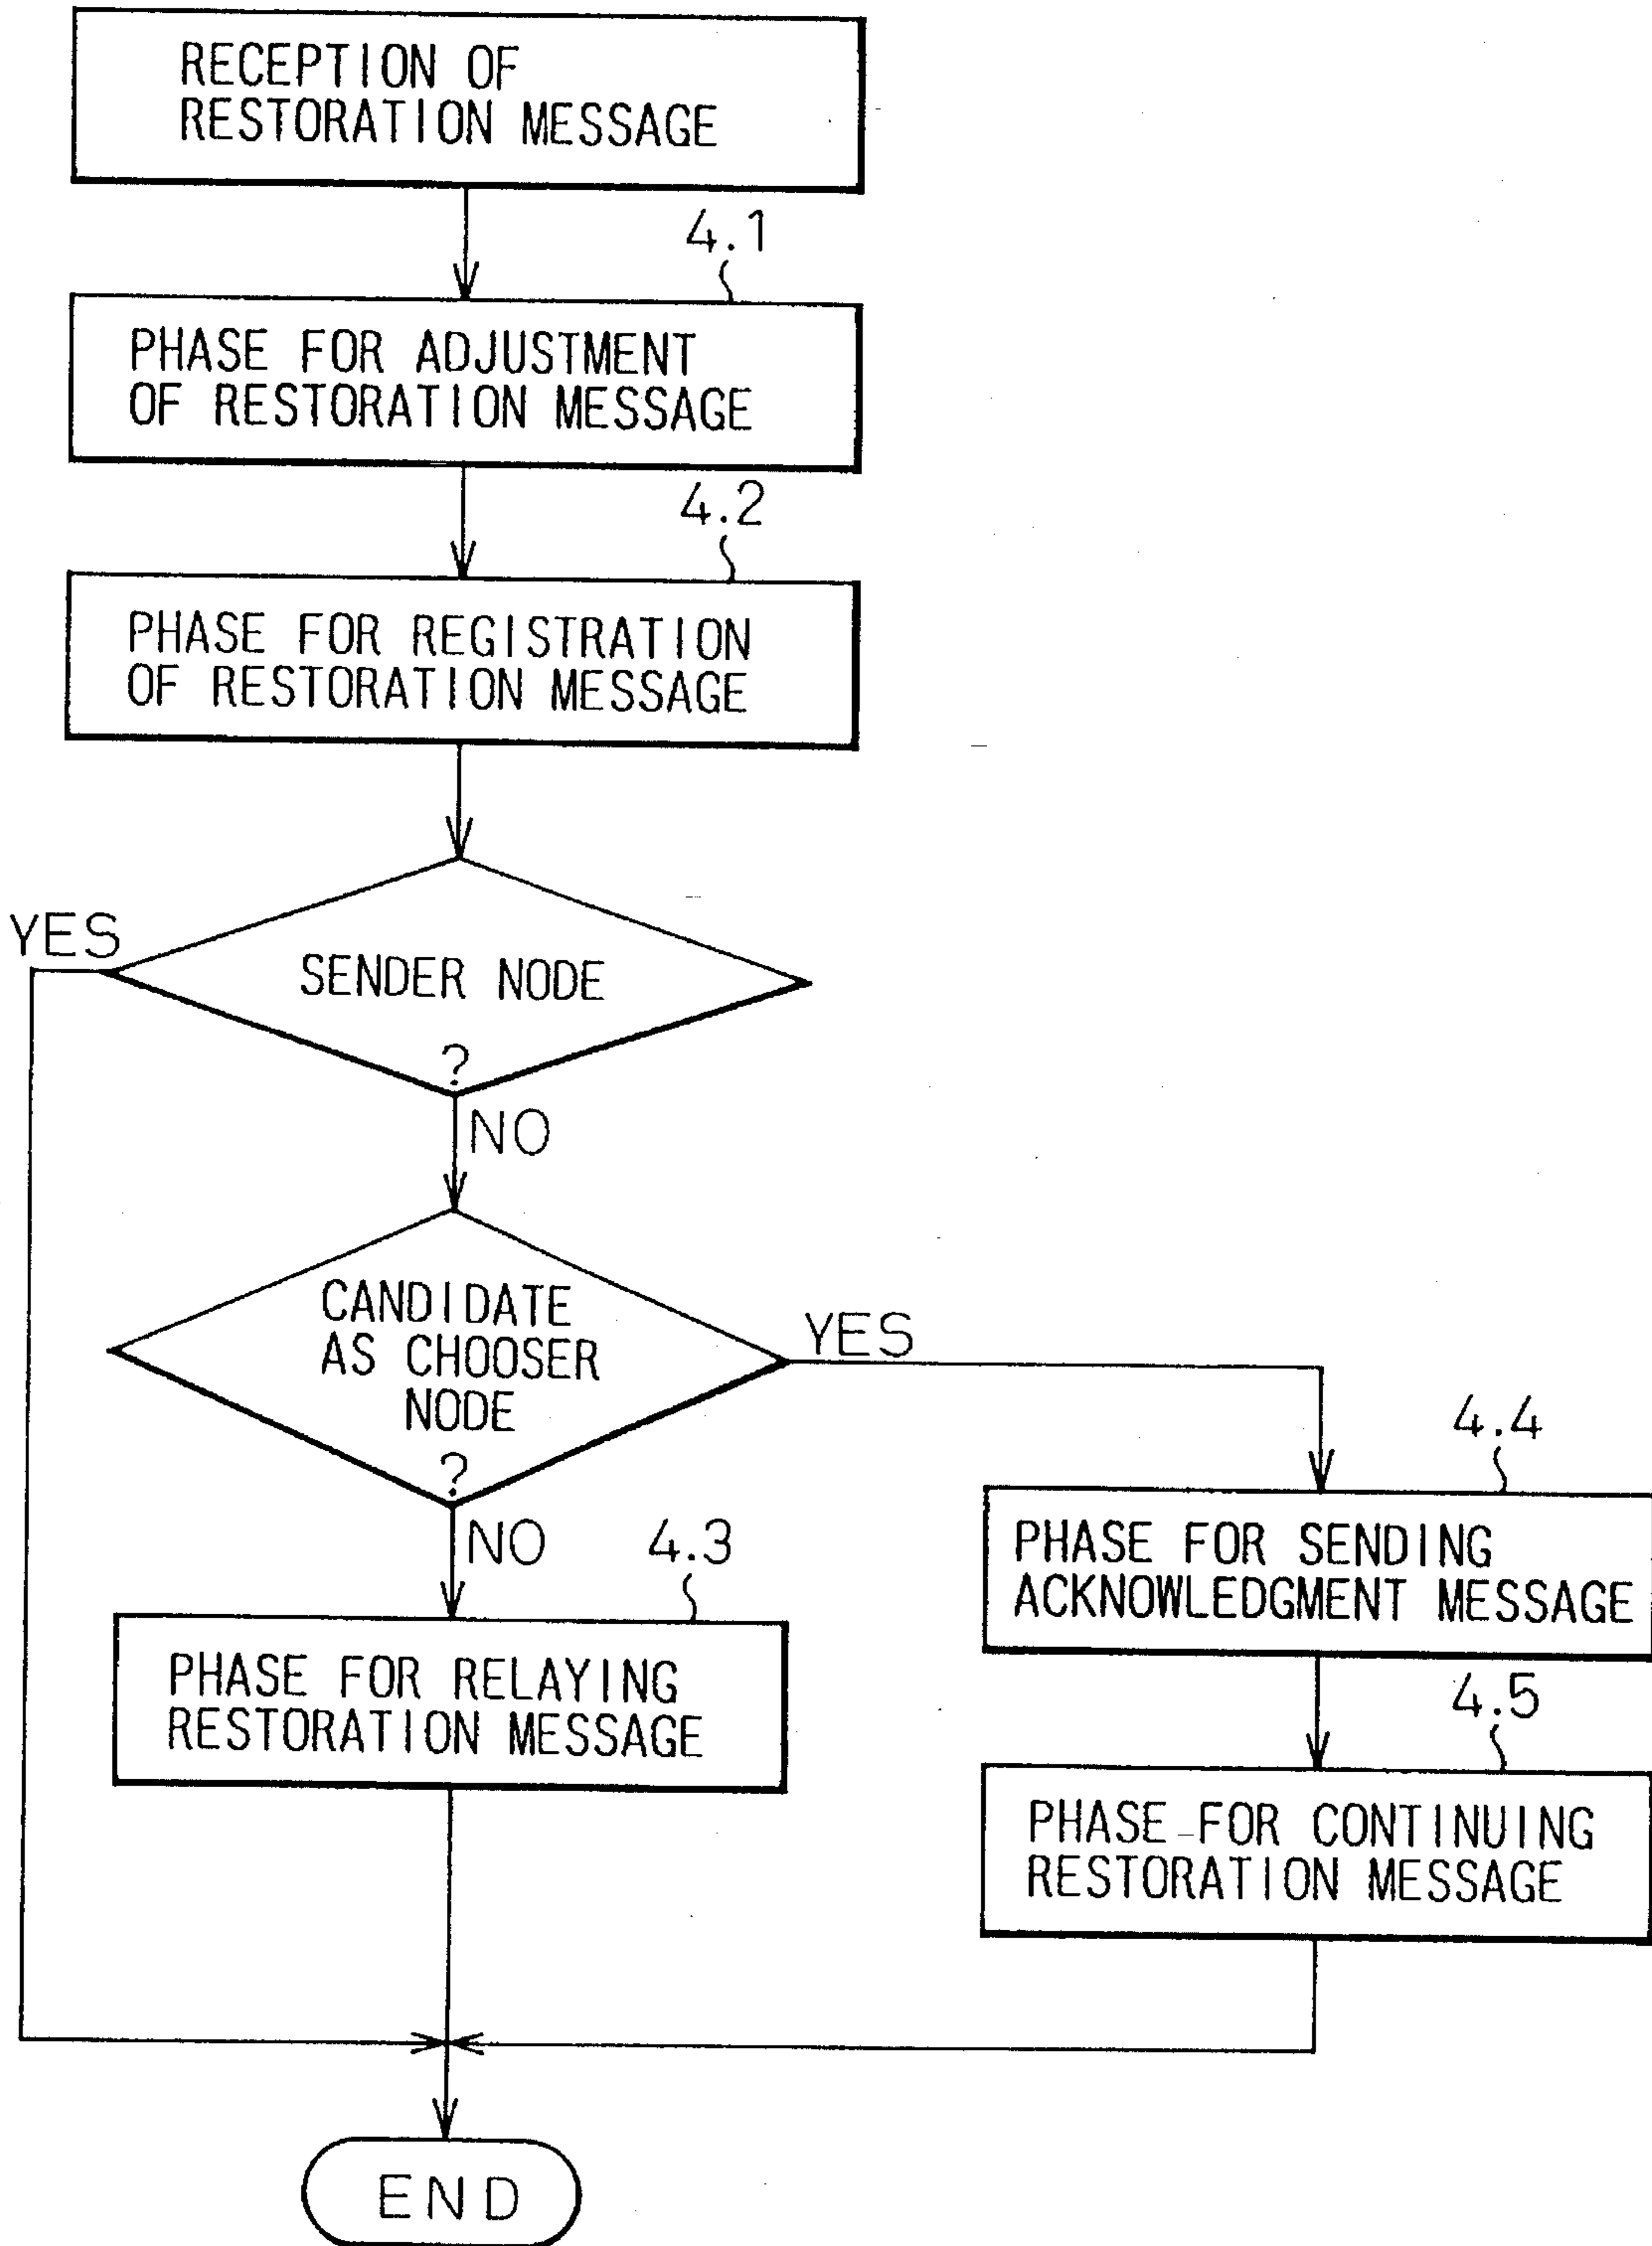 RECEPTION OF
RESTORATION MESSAGE
4.1
PHASE FOR ADJUSTMENT
OF RESTORATION MESSAGE
4.2
PHASE FOR REGISTRATION
OF RESTORATION MESSAGE
YES
SENDER NODE
?
NO
CANDIDATE
AS CHOOSER
NODE
?
YES
NO
4.3
PHASE FOR RELAYING
RESTORATION MESSAGE
4.4
PHASE FOR SENDING
ACKNOWLEDGMENT MESSAGE
4.5
PHASE FOR CONTINUING
RESTORATION MESSAGE
END